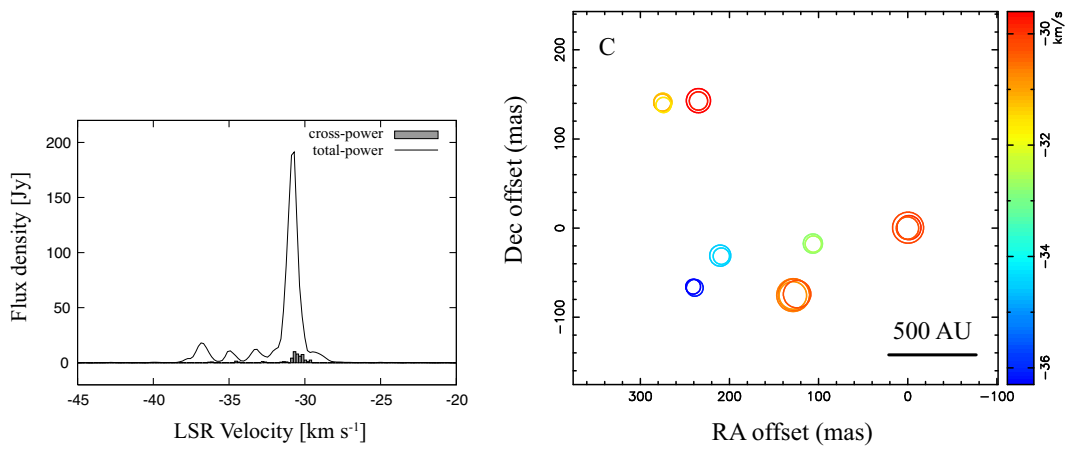 cross-power
total-power
Flux density [Jy]
200
150
100
50
0
-45
-40
-35
-30
-25
-20
LSR Velocity [km s-1]
C
Dec offset (mas)
200
100
0
−100
500 AU
300
200
100
0
−100
RA offset (mas)
−30
km/s
−32
−34
−36